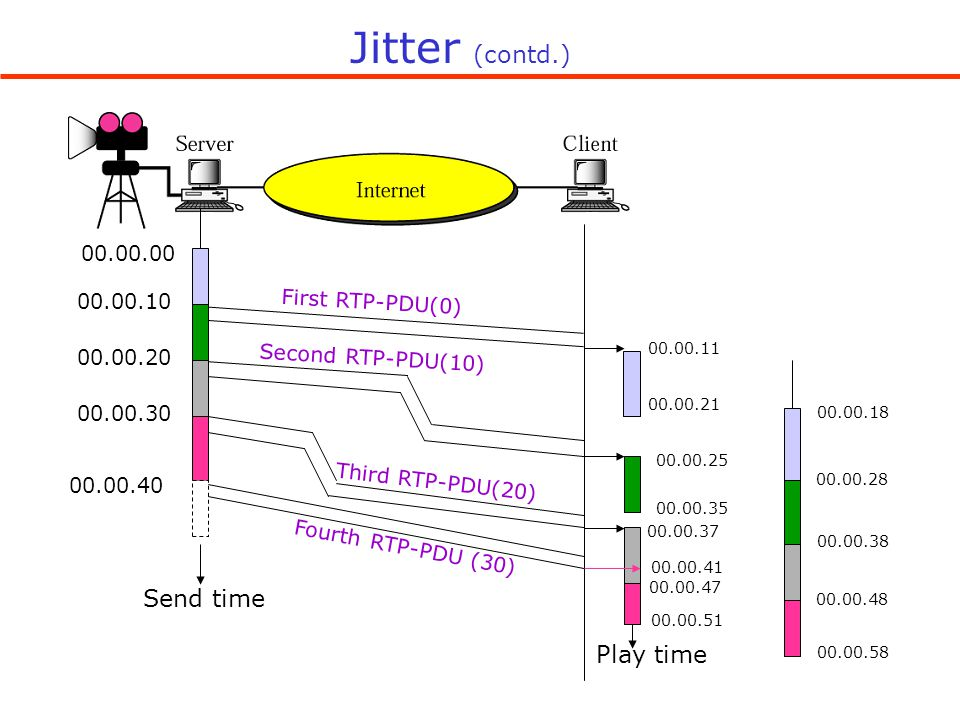 Jitter (contd.)
Server
Client
Internet
00.00.00
00.00.10
00.00.20
00.00.30
00.00.40
Send time
First RTP-PDU(0)
Second RTP-PDU(10)
Third RTP-PDU(20)
Fourth RTP-PDU (30)
00.00.11
00.00.21
00.00.25
00.00.35
00.00.37
00.00.41
00.00.47
00.00.51
Play time
00.00.18
00.00.28
00.00.38
00.00.48
00.00.58